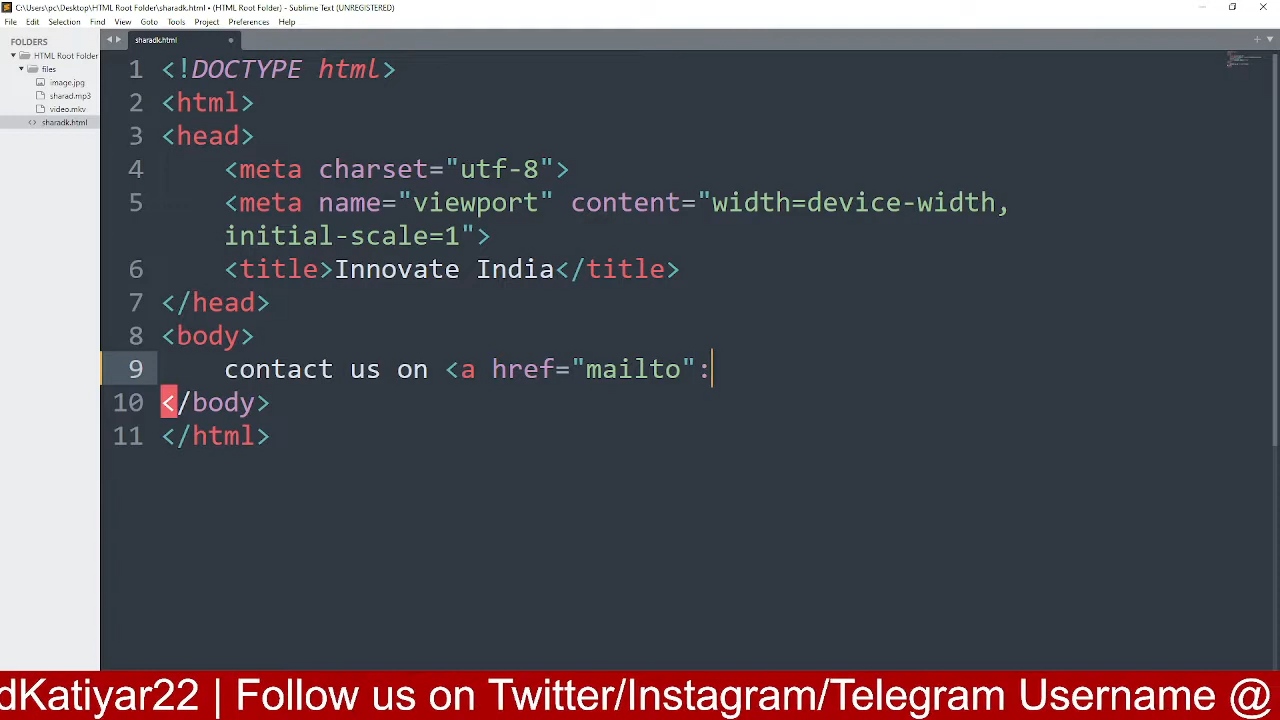 C:\Users\pc\Desktop\HTML Root Folder\sharadk.html • (HTML Root Folder) - Sublime Text (UNREGISTERED)
File Edit Selection Find View Goto Tools Project Preferences Help
FOLDERS
HTML Root Folder
files
image.jpg
sharad.mp3
video.mkv
sharadk.html
sharadk.html
1 <!DOCTYPE html>
2 <html>
3 <head>
4 <meta charset="utf-8">
5 <meta name="viewport" content="width=device-width,
initial-scale=1">
6 <title>Innovate India</title>
7 </head>
8 <body>
9 contact us on <a href="mailto":
10 </body>
11 </html>
dKatiyar22 | Follow us on Twitter/Instagram/Telegram Username @